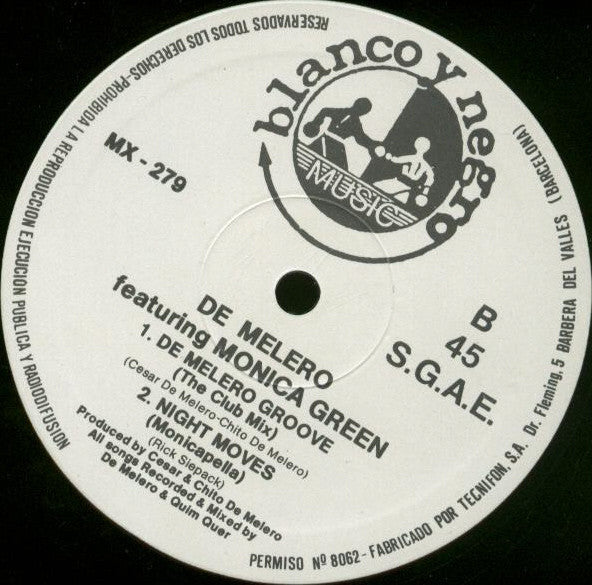 blanco y negro
MUSIC
MX - 279
B
45
S.G.A.E.
DE MELERO
featuring MONICA GREEN
1. DE MELERO GROOVE
(The Club Mix)
(Cesar De Melero-Chito De Melero)
2. NIGHT MOVES
(Monicapella)
(Rick Slepack)
Produced by Cesar & Chito De Melero
All songs Recorded & Mixed by
De Melero & Quim Quer
RESERVADOS TODOS LOS DERECHOS-PROHIBIDA LA REPRODUCCION EJECUCION PUBLICA Y RADIODIFUSION
PERMISO Nº 8062 - FABRICADO POR TECNIFON, S.A. Dr. Fleming, 5 BARBERA DEL VALLES (BARCELONA)